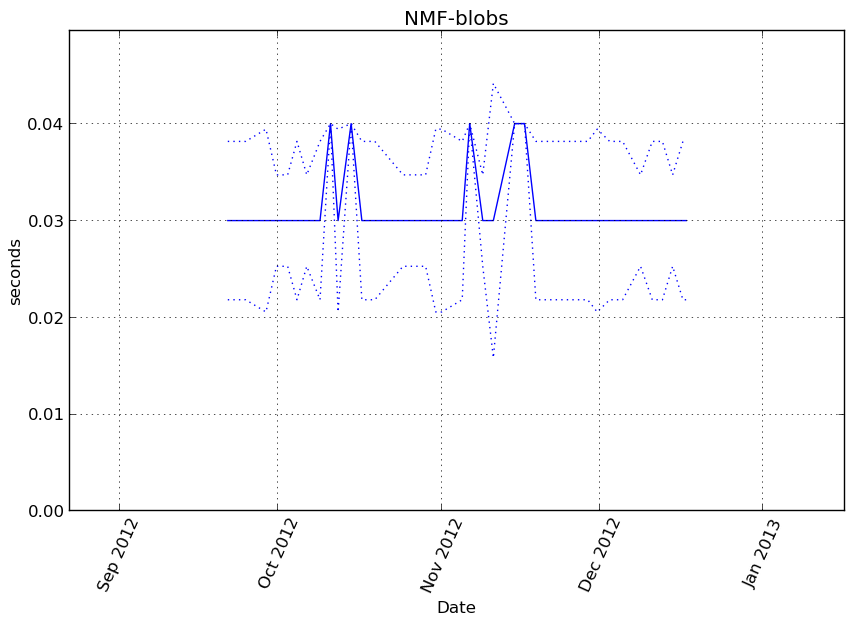 NMF-blobs
0.04
0.03
0.02
0.01
0.00
seconds
Sep 2012
Oct 2012
Nov 2012
Dec 2012
Jan 2013
Date